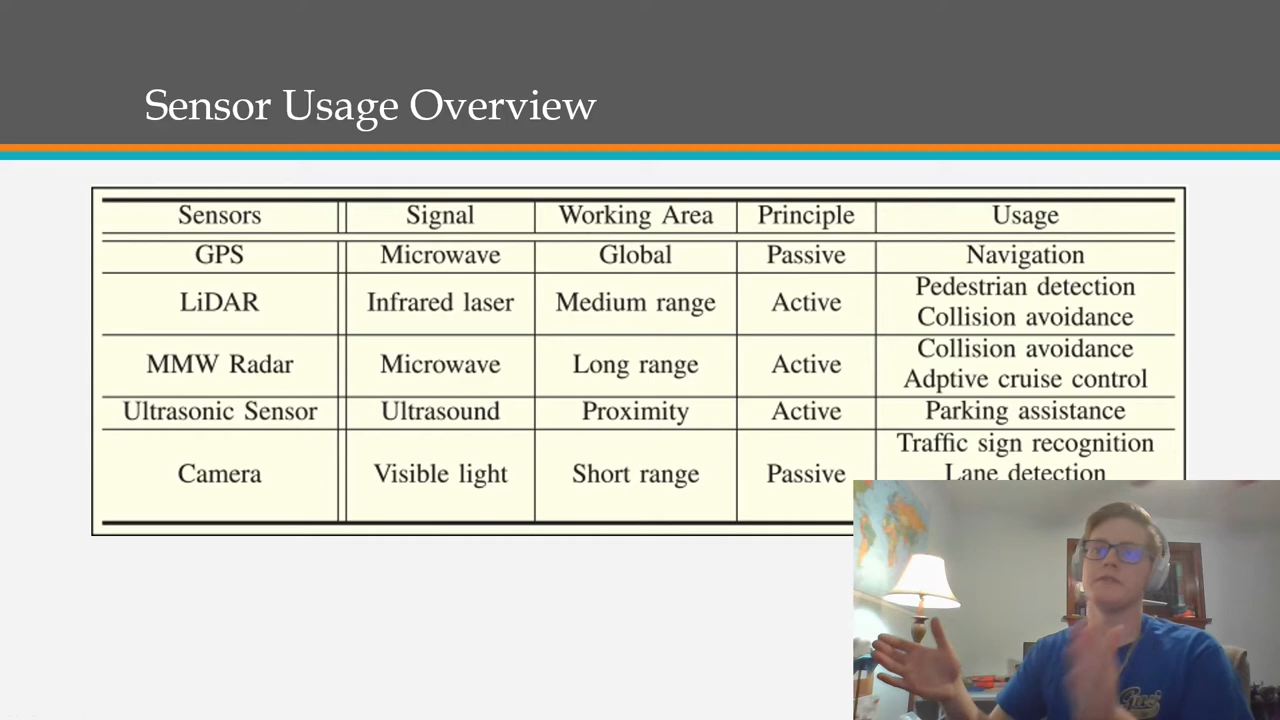 Sensor Usage Overview
Sensors Signal Working Area Principle Usage
GPS Microwave Global Passive Navigation
LiDAR Infrared laser Medium range Active Pedestrian detection
Collision avoidance
MMW Radar Microwave Long range Active Collision avoidance
Adptive cruise control
Ultrasonic Sensor Ultrasound Proximity Active Parking assistance
Camera Visible light Short range Passive Traffic sign recognition
Lane detection